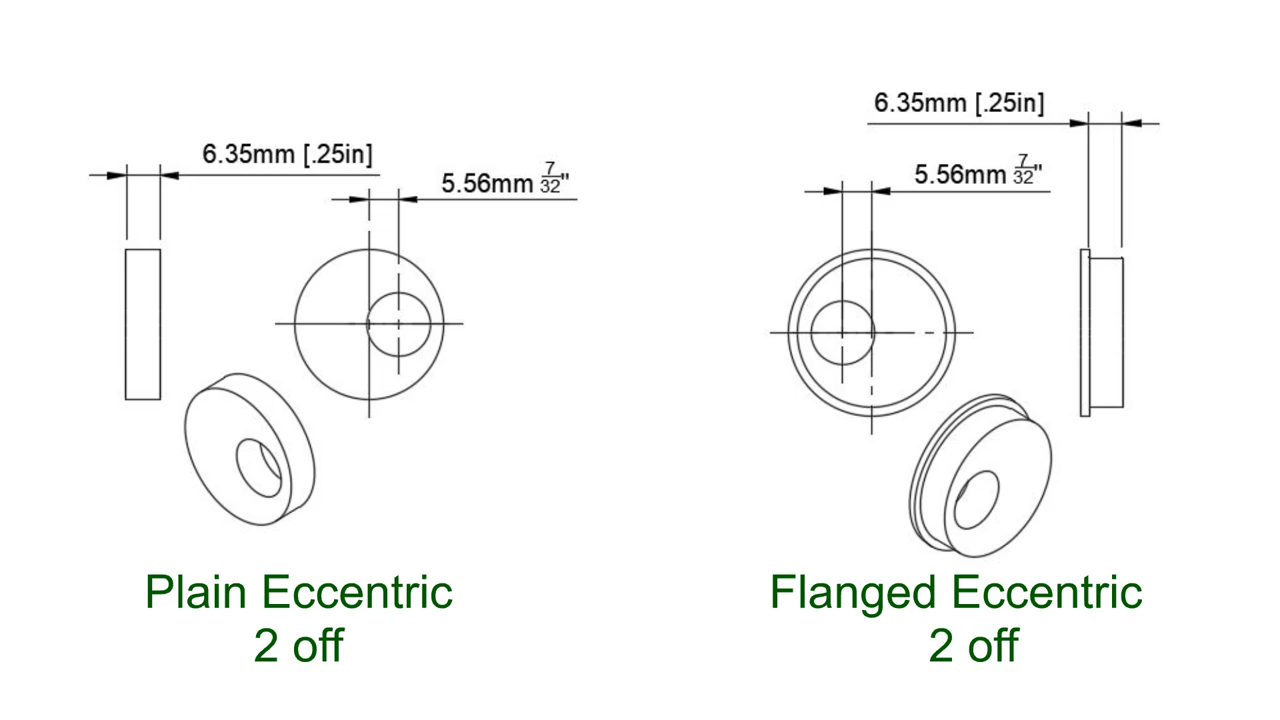 6.35mm [.25in]
5.56mm 7/32"
Plain Eccentric
2 off
6.35mm [.25in]
5.56mm 7/32"
Flanged Eccentric
2 off